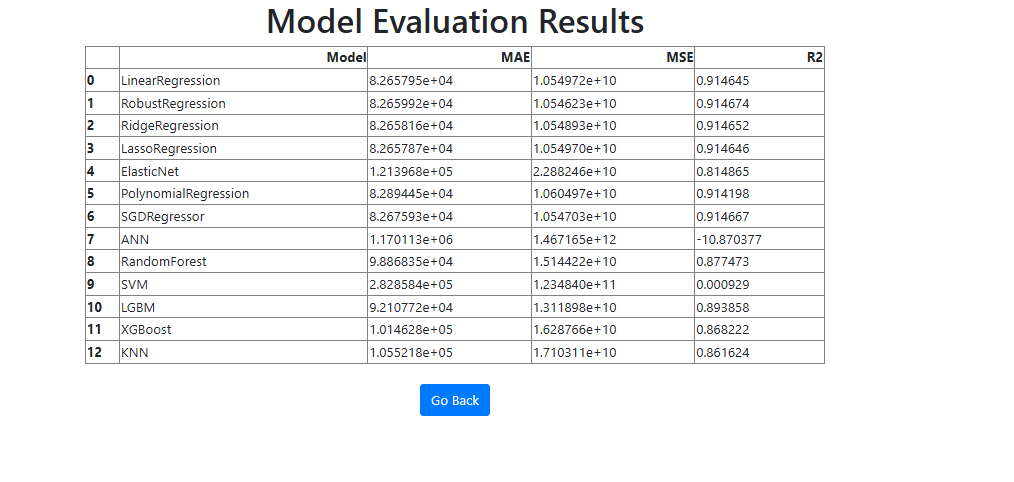 Model Evaluation Results
Model MAE MSE R2
0 LinearRegression 8.265795e+04 1.054972e+10 0.914645
1 RobustRegression 8.265992e+04 1.054623e+10 0.914674
2 RidgeRegression 8.265816e+04 1.054893e+10 0.914652
3 LassoRegression 8.265787e+04 1.054970e+10 0.914646
4 ElasticNet 1.213968e+05 2.288246e+10 0.814865
5 PolynomialRegression 8.289445e+04 1.060497e+10 0.914198
6 SGDRegressor 8.267593e+04 1.054703e+10 0.914667
7 ANN 1.170113e+06 1.467165e+12 -10.870377
8 RandomForest 9.886835e+04 1.514422e+10 0.877473
9 SVM 2.828584e+05 1.234840e+11 0.000929
10 LGBM 9.210772e+04 1.311898e+10 0.893858
11 XGBoost 1.014628e+05 1.628766e+10 0.868222
12 KNN 1.055218e+05 1.710311e+10 0.861624
Go Back